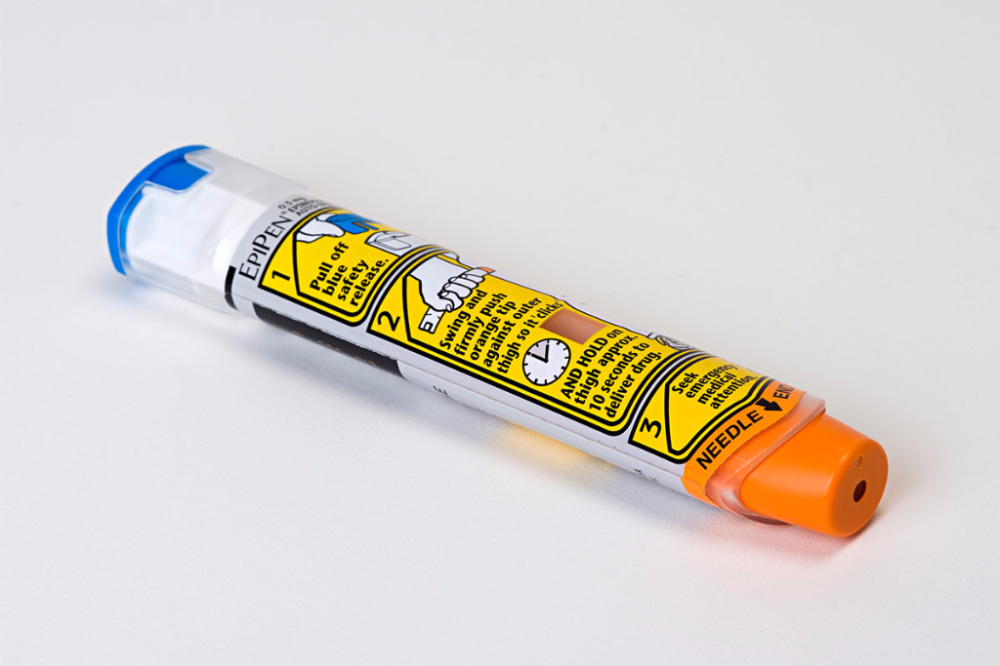 EPIPEN
1
Pull off
blue
safety
release.
2
Swing and
firmly push
orange tip
against outer
thigh so it 'clicks'
AND HOLD on
thigh approx.
10 seconds to
deliver drug.
3
Seek
emergency
medical
attention.
NEEDLE